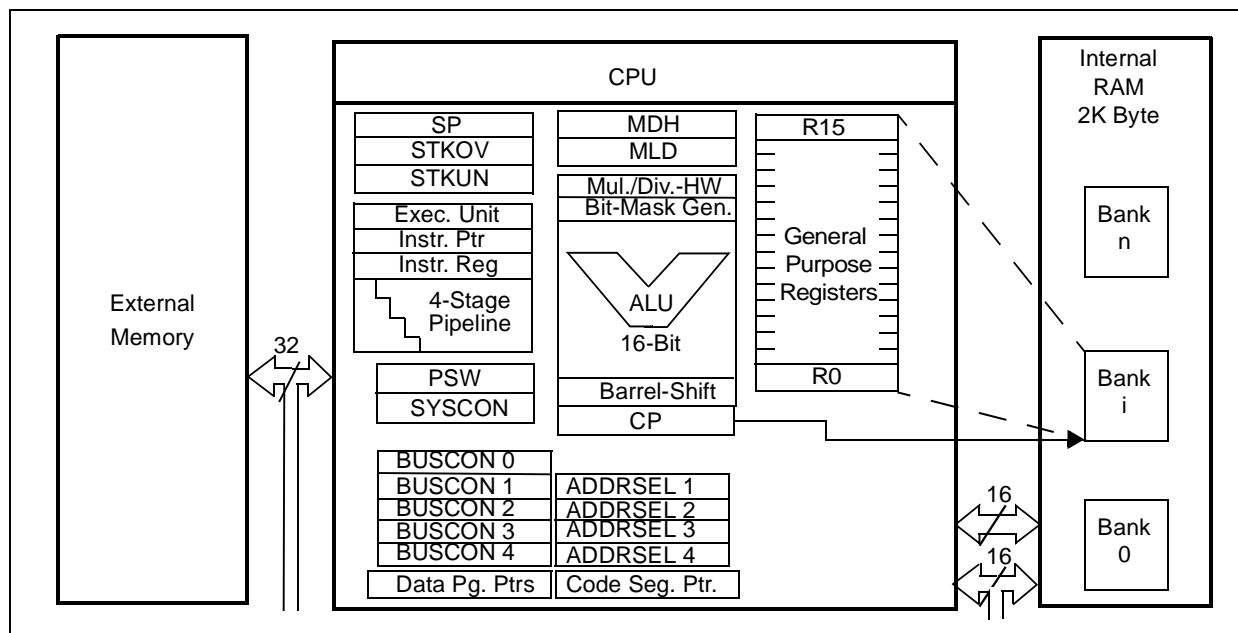 External
Memory
32
CPU
SP
STKOV
STKUN
Exec. Unit
Instr. Ptr
Instr. Reg
4-Stage
Pipeline
PSW
SYSCON
BUSCON 0
BUSCON 1
BUSCON 2
BUSCON 3
BUSCON 4
Data Pg. Ptrs
MDH
MLD
Mul./Div.-HW
Bit-Mask Gen.
ALU
16-Bit
Barrel-Shift
CP
ADDRSEL 1
ADDRSEL 2
ADDRSEL 3
ADDRSEL 4
Code Seg. Ptr.
R15
General
Purpose
Registers
R0
16
16
Internal
RAM
2K Byte
Bank
n
Bank
i
Bank
0